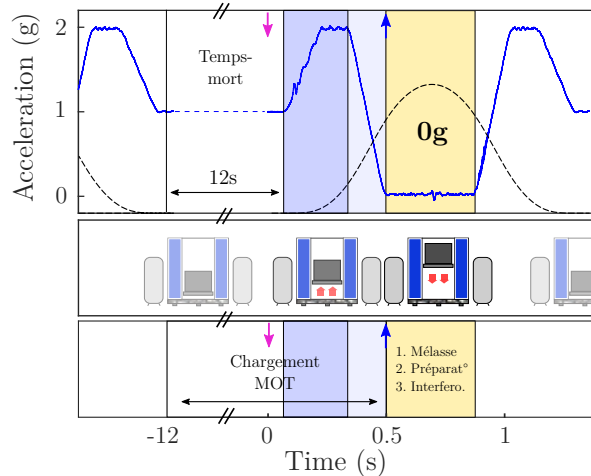 Acceleration (g)
2
1
0
Temps-
mort
12s
0g
Chargement
MOT
1. Mélasse
2. Préparat°
3. Interfero.
-12
0
0.5
1
Time (s)